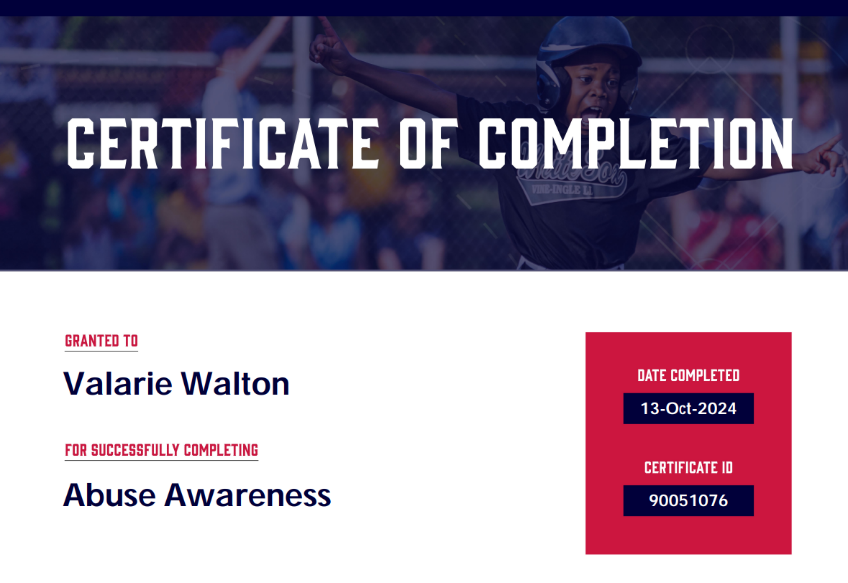 CERTIFICATE OF COMPLETION
GRANTED TO
Valarie Walton
FOR SUCCESSFULLY COMPLETING
Abuse Awareness
DATE COMPLETED
13-Oct-2024
CERTIFICATE ID
90051076